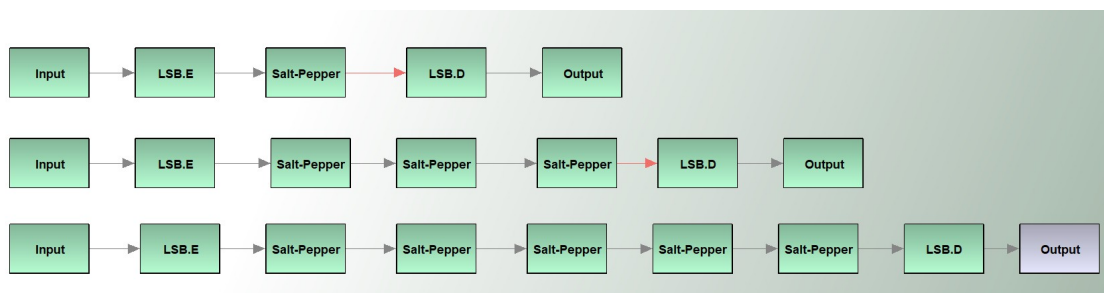 Input LSB.E Salt-Pepper LSB.D Output
Input LSB.E Salt-Pepper Salt-Pepper Salt-Pepper LSB.D Output
Input LSB.E Salt-Pepper Salt-Pepper Salt-Pepper Salt-Pepper Salt-Pepper LSB.D Output